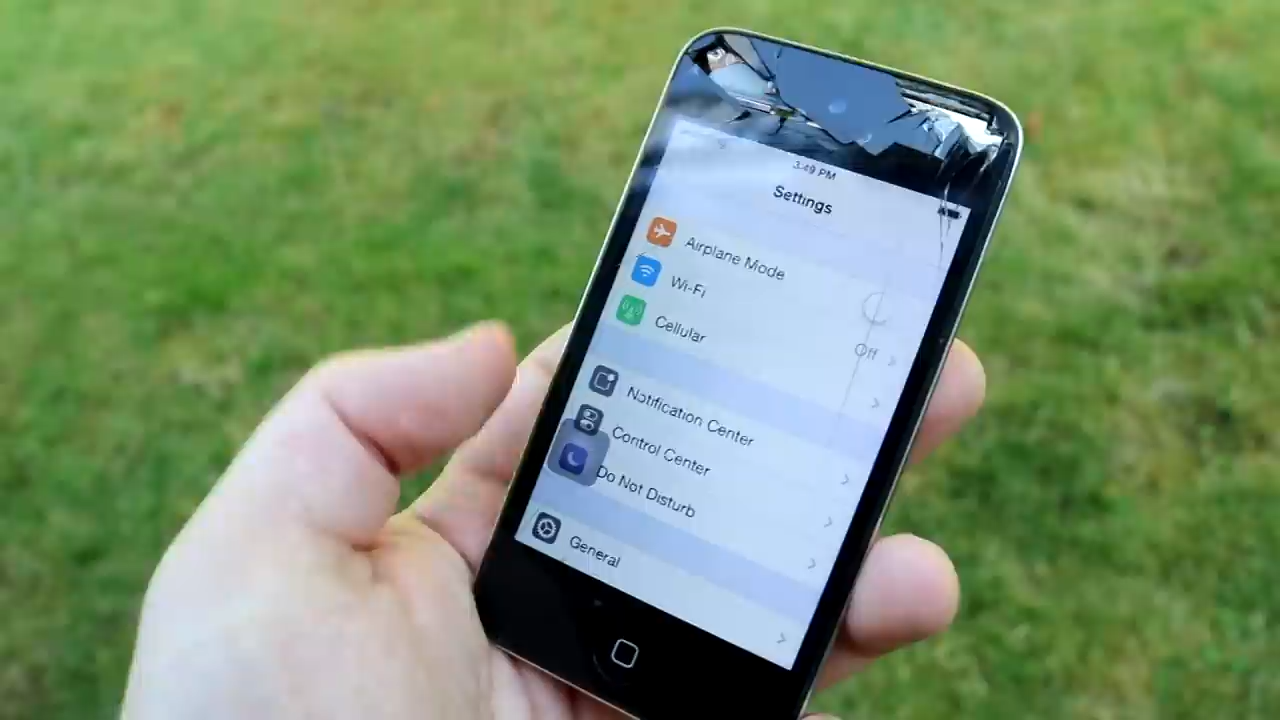 3:49 PM
Settings
Airplane Mode
Wi-Fi
Off
Cellular
Notification Center
Control Center
Do Not Disturb
General